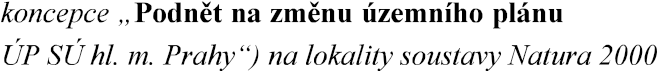 koncepce „Podnět na změnu územního plánu
ÚP SÚ hl. m. Prahy“) na lokality soustavy Natura 2000